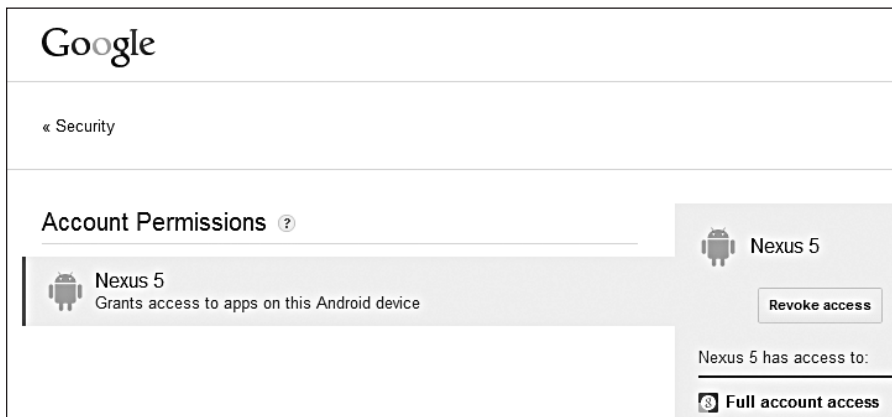 Google
« Security
Account Permissions ?
Nexus 5
Grants access to apps on this Android device
Nexus 5
Revoke access
Nexus 5 has access to:
8 Full account access